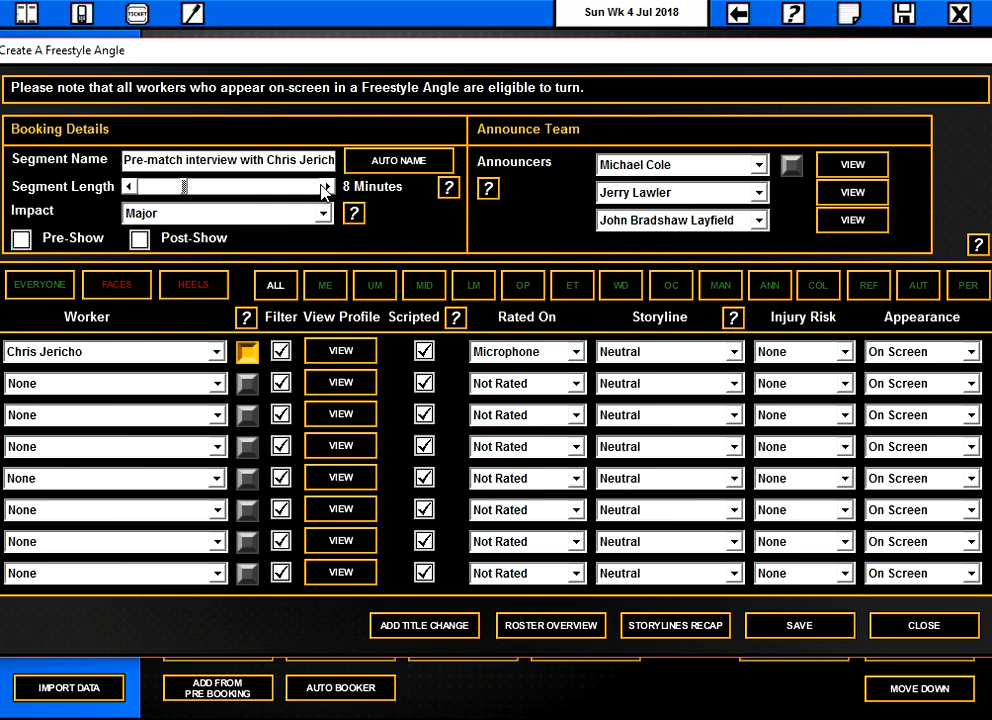 TICKET
Sun Wk 4 Jul 2018
?
X
Create A Freestyle Angle
Please note that all workers who appear on-screen in a Freestyle Angle are eligible to turn.
Booking Details
Announce Team
Segment Name Pre-match interview with Chris Jerich AUTO NAME
Announcers Michael Cole VIEW
Segment Length 8 Minutes ?
? Jerry Lawler VIEW
Impact Major ?
John Bradshaw Layfield VIEW
Pre-Show Post-Show
?
EVERYONE FACES HEELS ALL ME UM MID LM OP ET WD OC MAN ANN COL REF AUT PER
Worker ? Filter View Profile Scripted ? Rated On Storyline ? Injury Risk Appearance
Chris Jericho VIEW Microphone Neutral None On Screen
None VIEW Not Rated Neutral None On Screen
None VIEW Not Rated Neutral None On Screen
None VIEW Not Rated Neutral None On Screen
None VIEW Not Rated Neutral None On Screen
None VIEW Not Rated Neutral None On Screen
None VIEW Not Rated Neutral None On Screen
None VIEW Not Rated Neutral None On Screen
ADD TITLE CHANGE ROSTER OVERVIEW STORYLINES RECAP SAVE CLOSE
IMPORT DATA
ADD FROM
PRE BOOKING
AUTO BOOKER
MOVE DOWN